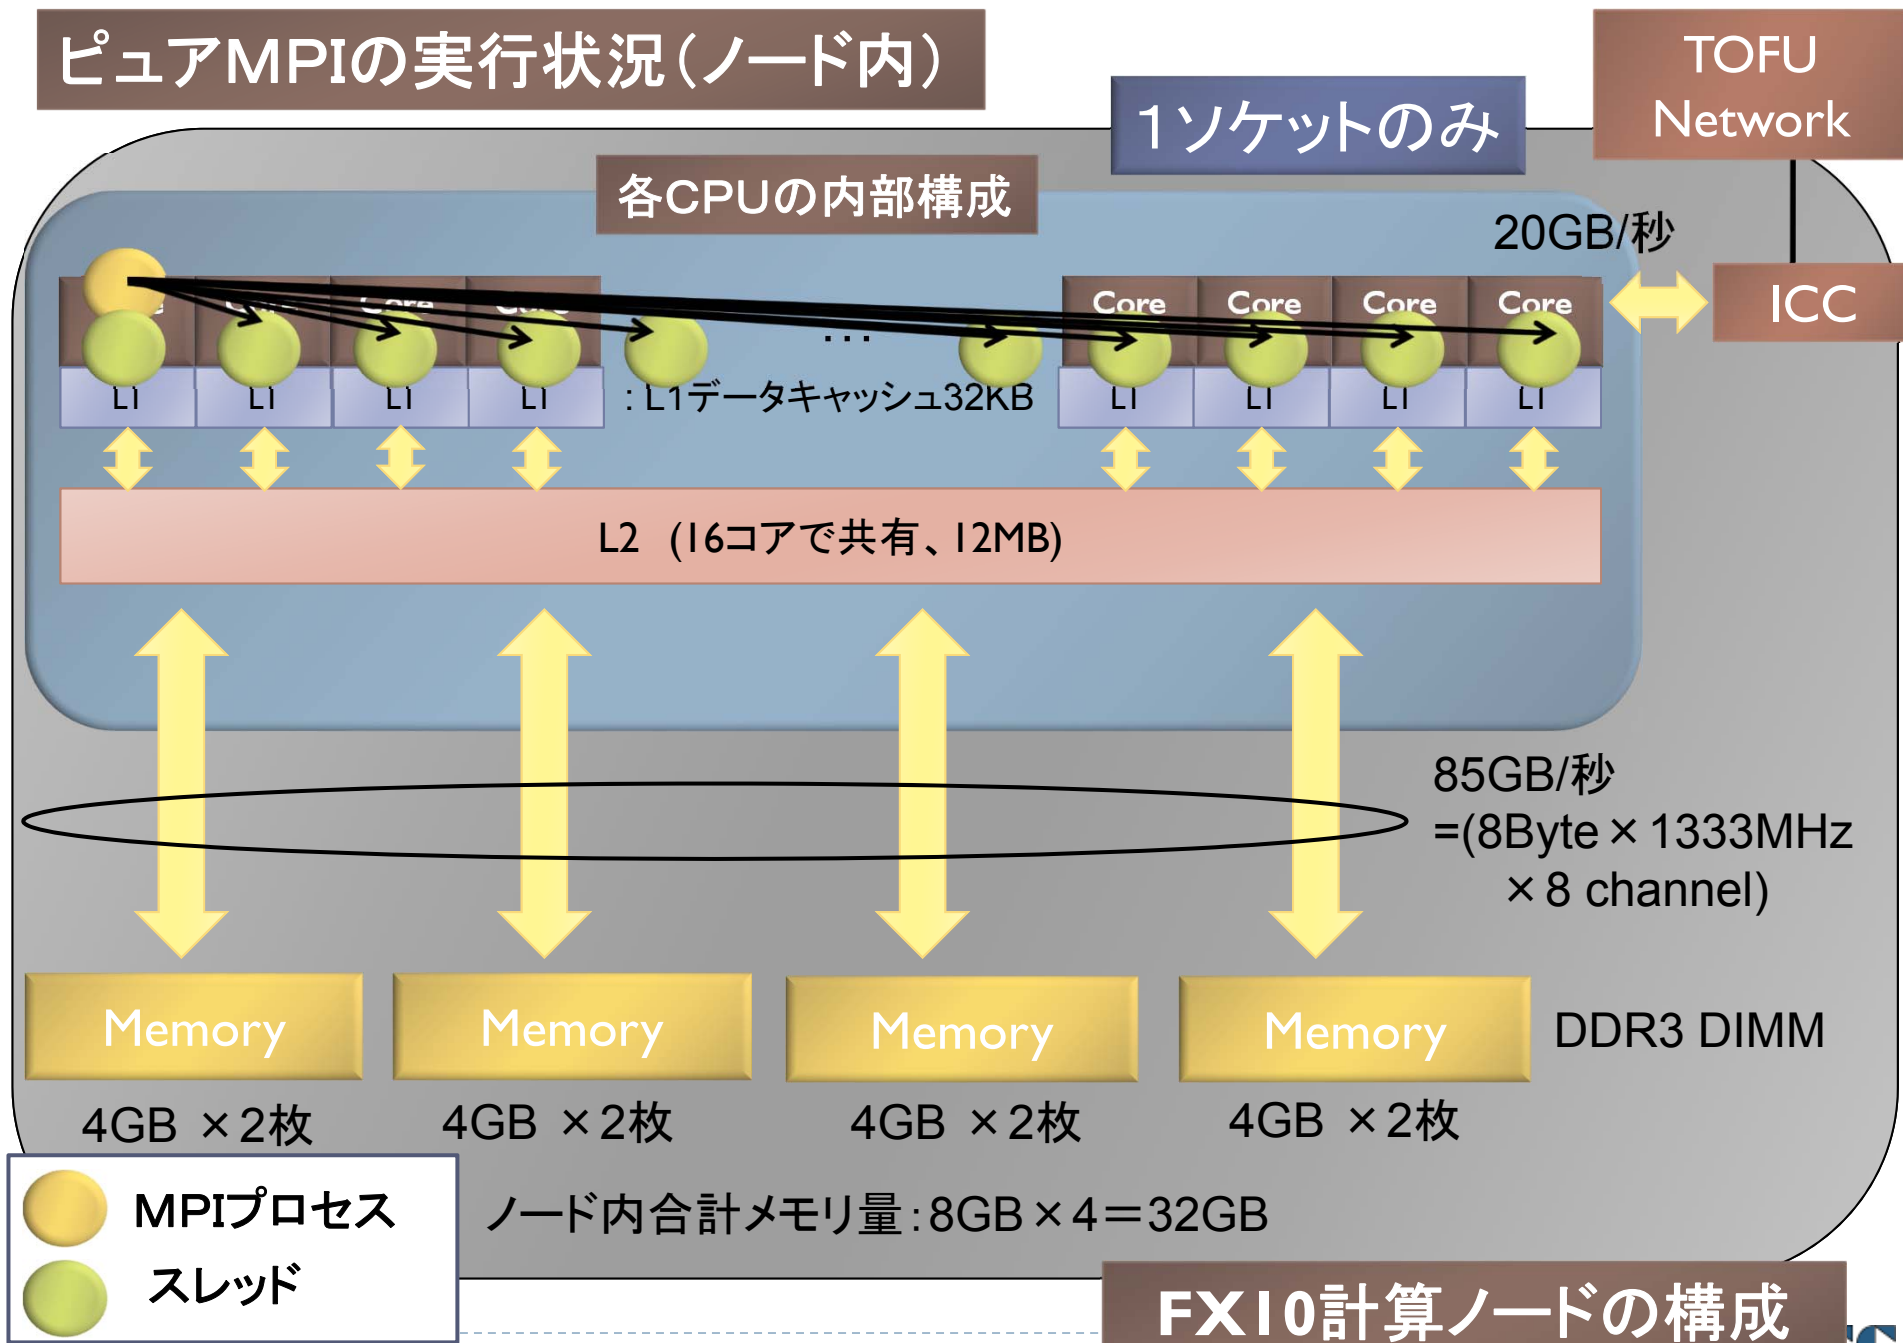 ピュアMPIの実行状況(ノード内)
TOFU
Network
1ソケットのみ
各CPUの内部構成
20GB/秒
ICC
Core
Core
Core
Core
Core
Core
Core
…
L1
L1
L1
L1
:L1データキャッシュ32KB
L1
L1
L1
L1
L2 (16コアで共有、12MB)
85GB/秒
=(8Byte×1333MHz
×8 channel)
Memory
Memory
Memory
Memory
DDR3 DIMM
4GB ×2枚
4GB ×2枚
4GB ×2枚
4GB ×2枚
MPIプロセス
スレッド
ノード内合計メモリ量:8GB×4=32GB
FX10計算ノードの構成